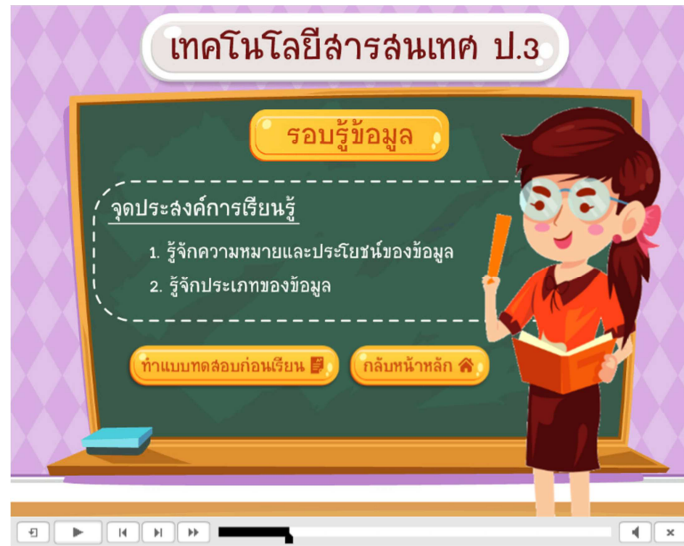 เทคโนโลยีสารสนเทศ ป.3
รอบรู้ข้อมูล
จุดประสงค์การเรียนรู้
1. รู้จักความหมายและประโยชน์ของข้อมูล
2. รู้จักประเภทของข้อมูล
ทำแบบทดสอบก่อนเรียน
กลับหน้าหลัก